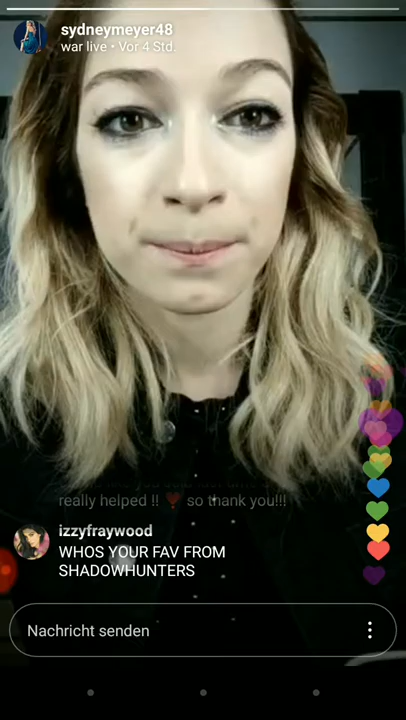 sydneymeyer48
war live • Vor 4 Std.
really helped !! ❣ so thank you!!!
izzyfraywood
WHOS YOUR FAV FROM
SHADOWHUNTERS
Nachricht senden